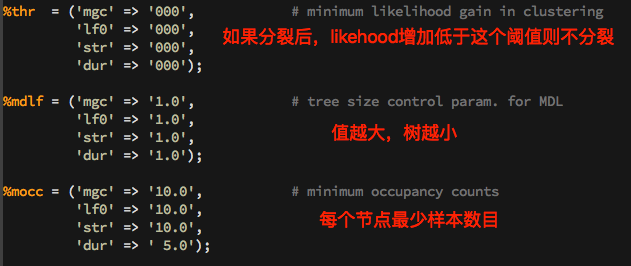 %thr = ('mgc' => '000', # minimum likelihood gain in clustering
'lf0' => '000',
如果分裂后，likehood增加低于这个阈值则不分裂
'str' => '000',
'dur' => '000');
%mdlf = ('mgc' => '1.0', # tree size control param. for MDL
'lf0' => '1.0',
值越大，树越小
'str' => '1.0',
'dur' => '1.0');
%mocc = ('mgc' => '10.0', # minimum occupancy counts
'lf0' => '10.0',
每个节点最少样本数目
'str' => '10.0',
'dur' => ' 5.0');